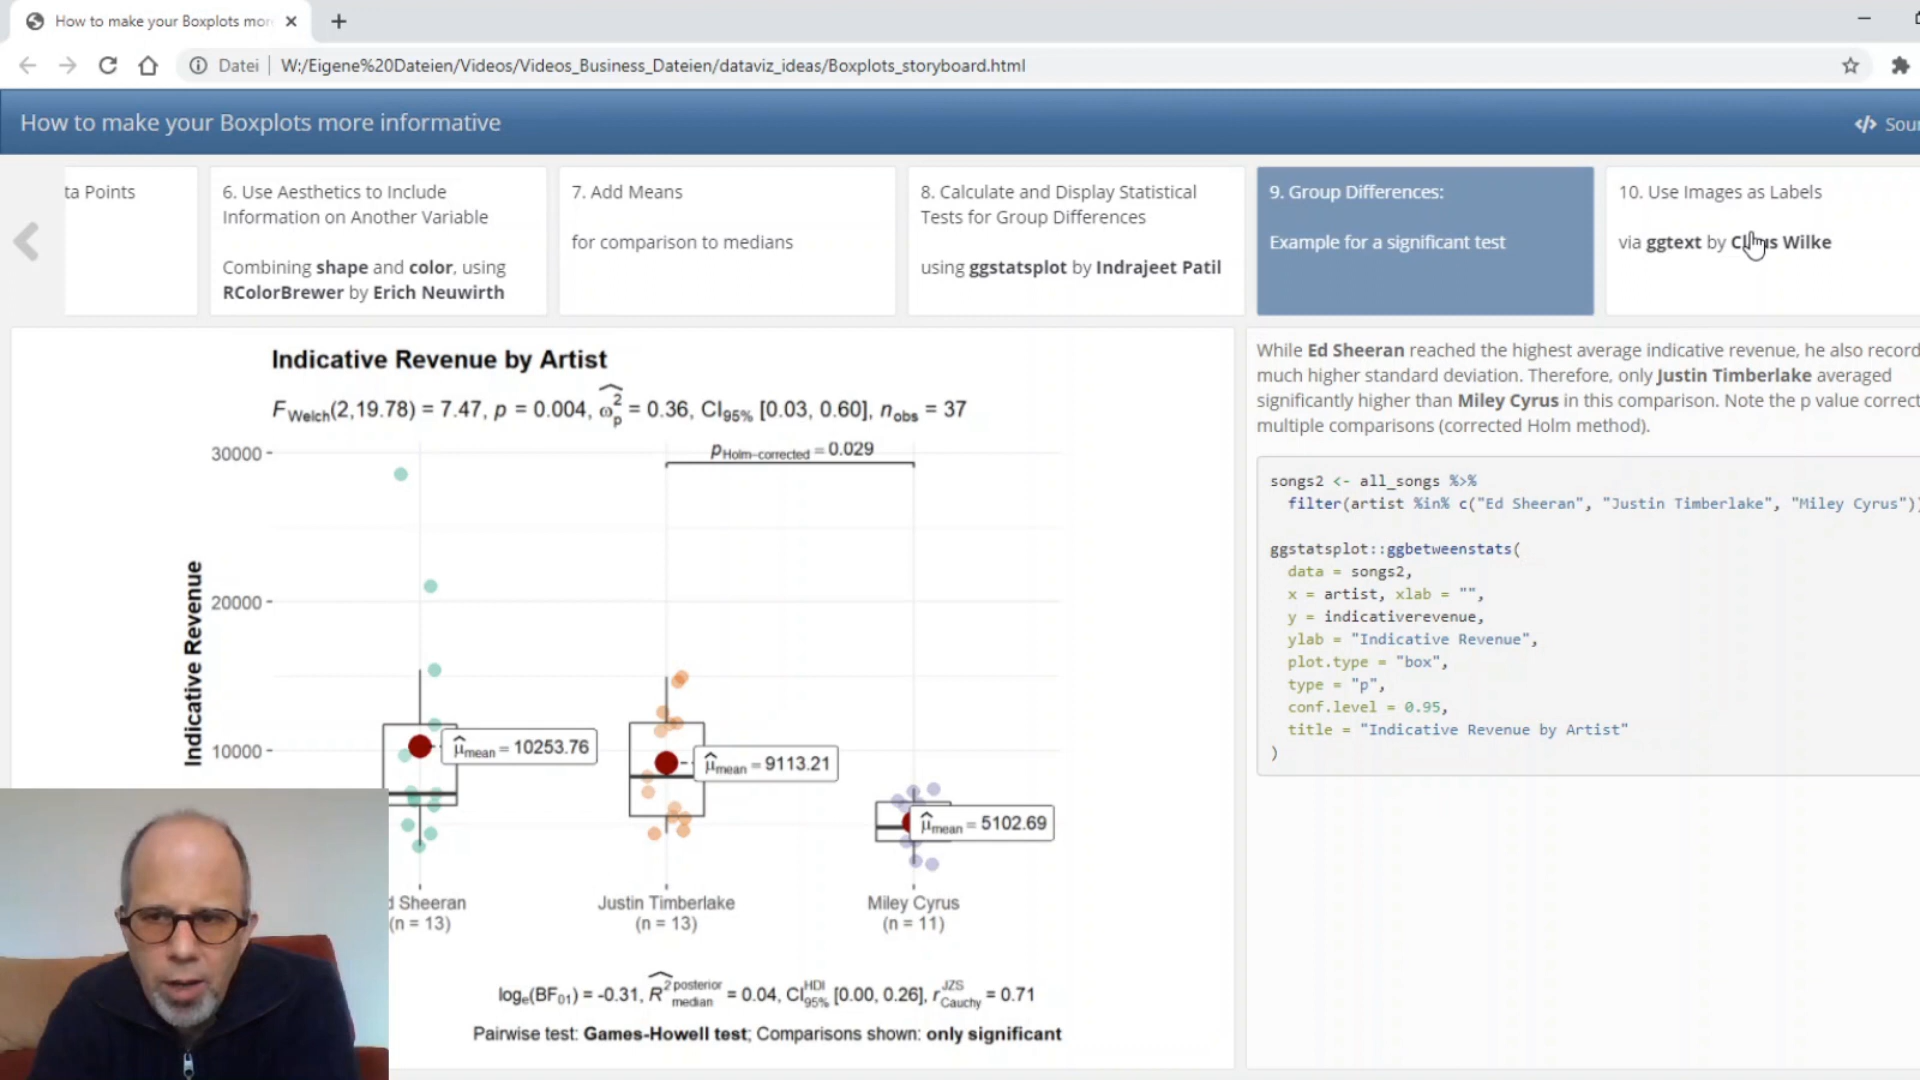 How to make your Boxplots mor
Datei
W:/Eigene%20Dateien/Videos/Videos_Business_Dateien/dataviz_ideas/Boxplots_storyboard.html
How to make your Boxplots more informative
</> Sour
ta Points
6. Use Aesthetics to Include
Information on Another Variable
Combining shape and color, using
RColorBrewer by Erich Neuwirth
7. Add Means
for comparison to medians
8. Calculate and Display Statistical
Tests for Group Differences
using ggstatsplot by Indrajeet Patil
9. Group Differences:
Example for a significant test
10. Use Images as Labels
via ggtext by Claus Wilke
Indicative Revenue by Artist
F Welch(2,19.78) = 7.47, p = 0.004, ω̂²p = 0.36, CI95% [0.03, 0.60], nobs = 37
pHolm-corrected = 0.029
30000
20000
10000
Indicative Revenue
μ̂mean = 10253.76
μ̂mean = 9113.21
μ̂mean = 5102.69
d Sheeran
(n = 13)
Justin Timberlake
(n = 13)
Miley Cyrus
(n = 11)
loge(BF01) = -0.31, R̂² posterior median = 0.04, CI HDI 95% [0.00, 0.26], r JZS Cauchy = 0.71
Pairwise test: Games-Howell test; Comparisons shown: only significant
While Ed Sheeran reached the highest average indicative revenue, he also record
much higher standard deviation. Therefore, only Justin Timberlake averaged
significantly higher than Miley Cyrus in this comparison. Note the p value correct
multiple comparisons (corrected Holm method).
songs2 <- all_songs %>%
filter(artist %in% c("Ed Sheeran", "Justin Timberlake", "Miley Cyrus"))
ggstatsplot::ggbetweenstats(
data = songs2,
x = artist, xlab = "",
y = indicativerevenue,
ylab = "Indicative Revenue",
plot.type = "box",
type = "p",
conf.level = 0.95,
title = "Indicative Revenue by Artist"
)